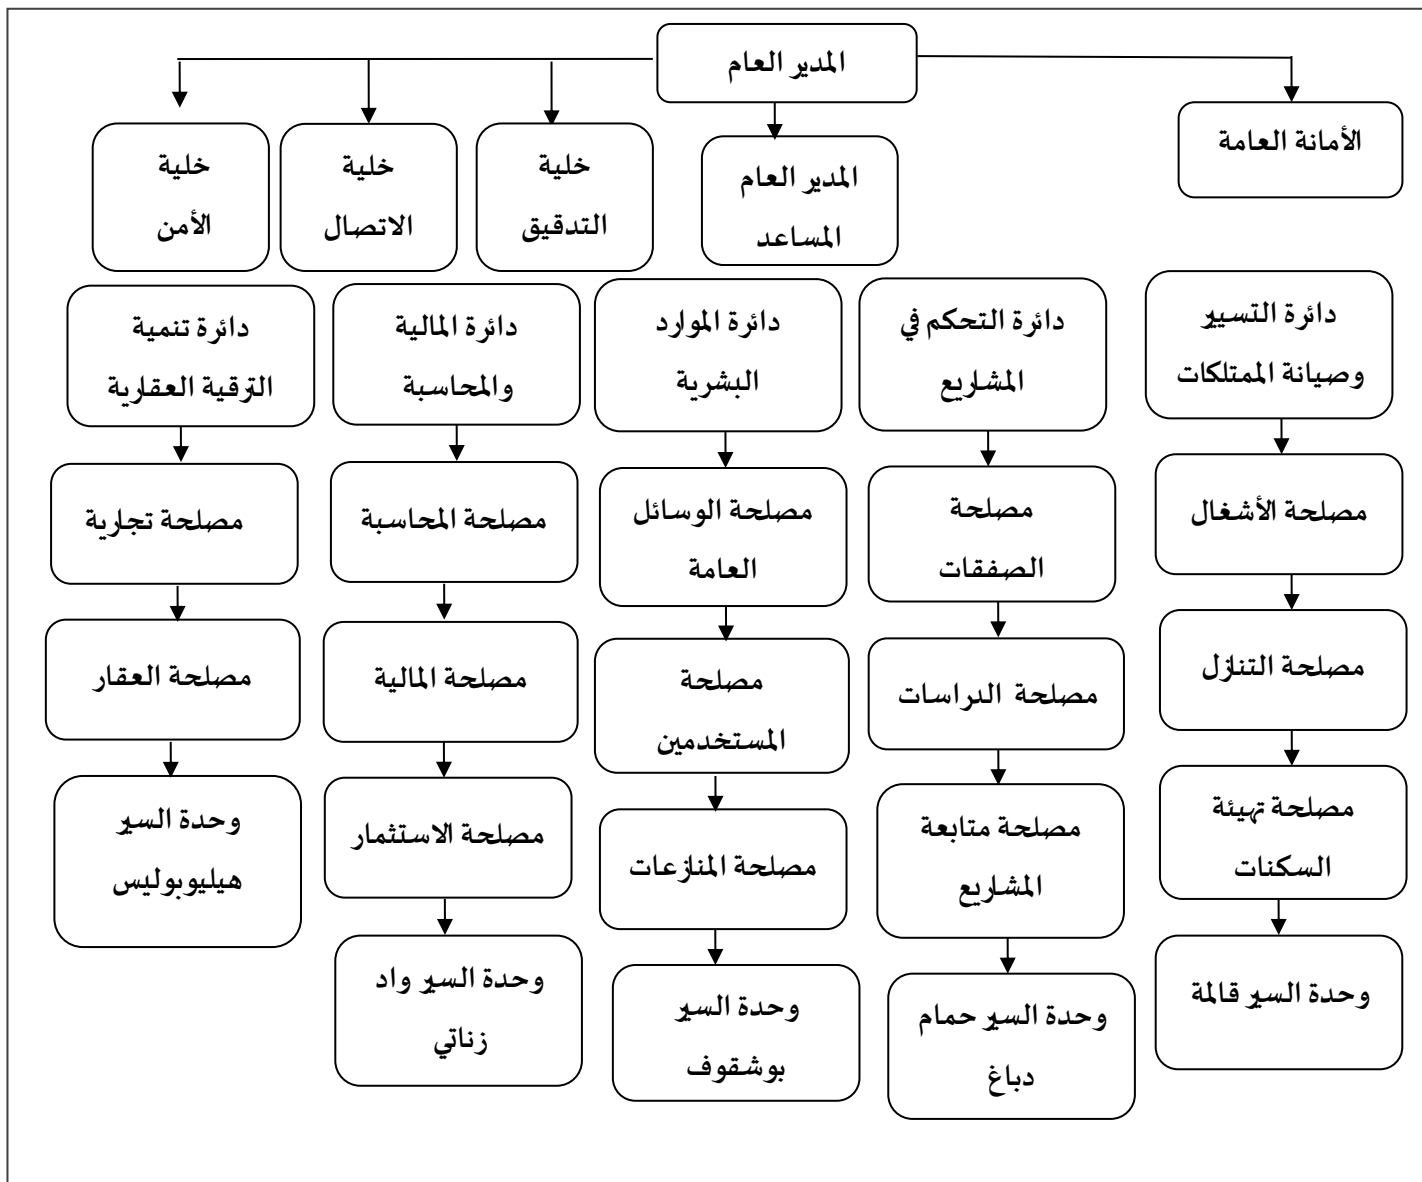 المدير العام
الأمانة العامة
المدير العام
المساعد
خلية
التدقيق
خلية
الاتصال
خلية
الأمن
دائرة التسيير
وصيانة الممتلكات
دائرة التحكم في
المشاريع
دائرة الموارد
البشرية
دائرة المالية
والمحاسبة
دائرة تنمية
الترقية العقارية
مصلحة الأشغال
مصلحة
الصفقات
مصلحة الوسائل
العامة
مصلحة المحاسبة
مصلحة تجارية
مصلحة التنازل
مصلحة الدراسات
مصلحة
المستخدمين
مصلحة المالية
مصلحة العقار
مصلحة تهيئة
السكنات
مصلحة متابعة
المشاريع
مصلحة المنازعات
مصلحة الاستثمار
وحدة السير
هيليوبوليس
وحدة السير قالمة
وحدة السير حمام
دباغ
وحدة السير
بوشقوف
وحدة السير واد
زناتي